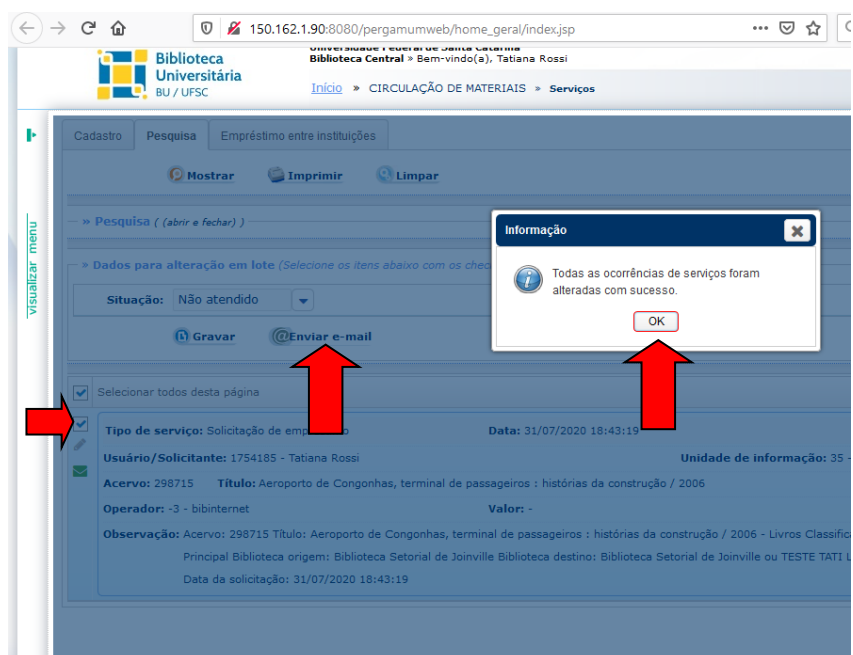 150.162.1.90:8080/pergamumweb/home_geral/index.jsp
Universidade Federal de Santa Catarina
Biblioteca Central » Bem-vindo(a), Tatiana Rossi
Biblioteca
Universitária
BU / UFSC
Início » CIRCULAÇÃO DE MATERIAIS » Serviços
visualizar menu
Cadastro Pesquisa Empréstimo entre instituições
Mostrar Imprimir Limpar
» Pesquisa ( (abrir e fechar) )
» Dados para alteração em lote (Selecione os itens abaixo com os chec
Situação: Não atendido
Gravar @Enviar e-mail
Informação
Todas as ocorrências de serviços foram
alteradas com sucesso.
OK
Selecionar todos desta página
Tipo de serviço: Solicitação de Data: 31/07/2020 18:43:19
Usuário/Solicitante: 1754185 - Tatiana Rossi Unidade de informação: 35 -
Acervo: 298715 Título: Aeroporto de Congonhas, terminal de passageiros : histórias da construção / 2006
Operador: -3 - bibinternet Valor: -
Observação: Acervo: 298715 Título: Aeroporto de Congonhas, terminal de passageiros : histórias da construção / 2006 - Livros Classific
Principal Biblioteca origem: Biblioteca Setorial de Joinville Biblioteca destino: Biblioteca Setorial de Joinville ou TESTE TATI L
Data da solicitação: 31/07/2020 18:43:19